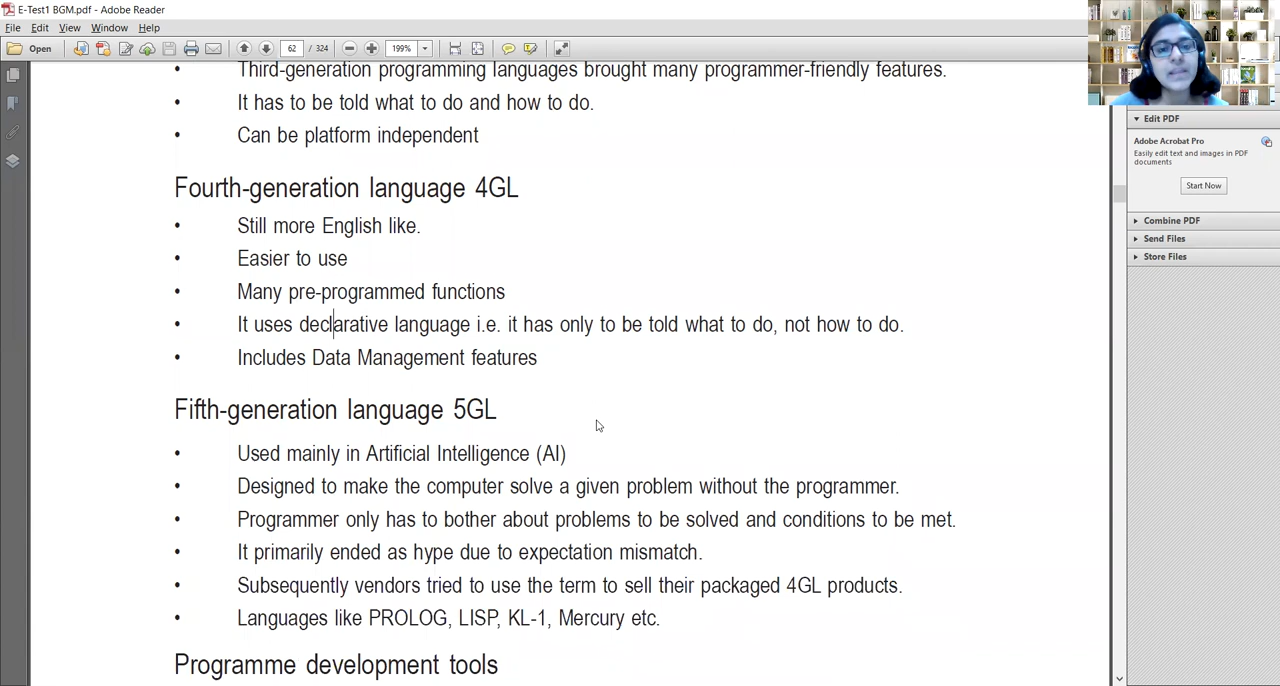 E-Test1 BGM.pdf - Adobe Reader
File Edit View Window Help
Open 62 / 324 199%
• Third-generation programming languages brought many programmer-friendly features.
• It has to be told what to do and how to do.
• Can be platform independent
Fourth-generation language 4GL
• Still more English like.
• Easier to use
• Many pre-programmed functions
• It uses declarative language i.e. it has only to be told what to do, not how to do.
• Includes Data Management features
Fifth-generation language 5GL
• Used mainly in Artificial Intelligence (AI)
• Designed to make the computer solve a given problem without the programmer.
• Programmer only has to bother about problems to be solved and conditions to be met.
• It primarily ended as hype due to expectation mismatch.
• Subsequently vendors tried to use the term to sell their packaged 4GL products.
• Languages like PROLOG, LISP, KL-1, Mercury etc.
Programme development tools
Edit PDF
Adobe Acrobat Pro
Easily edit text and images in PDF
documents
Start Now
Combine PDF
Send Files
Store Files